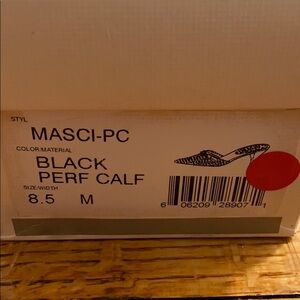 STYL
MASCI-PC
COLOR/MATERIAL
BLACK
PERF CALF
SIZE/WIDTH
8.5 M
6 06209 28907 1